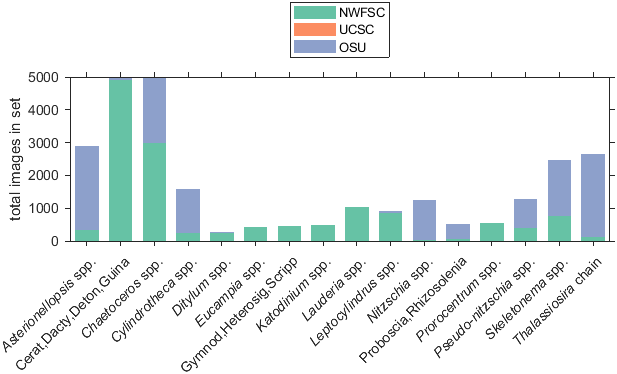 NWFSC
UCSC
OSU
total images in set
5000
4000
3000
2000
1000
0
Asterionellopsis spp.
Cerat,Dacty,Deton,Guina
Chaetoceros spp.
Cylindrotheca spp.
Ditylum spp.
Eucampia spp.
Gymnod,Heterosig,Scripp
Katodinium spp.
Lauderia spp.
Leptocylindrus spp.
Nitzschia spp.
Proboscia,Rhizosolenia
Prorocentrum spp.
Pseudo-nitzschia spp.
Skeletonema spp.
Thalassiosira chain